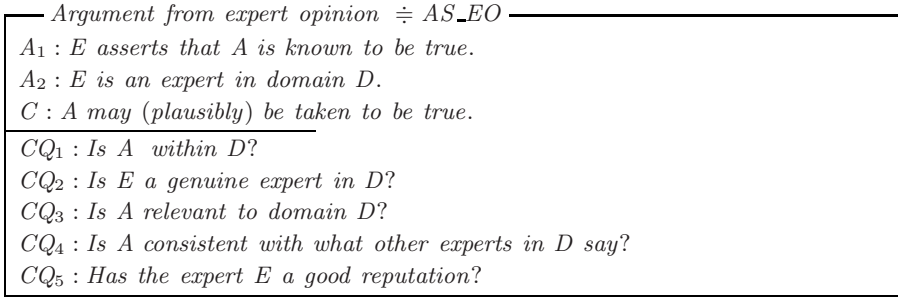 Argument from expert opinion ≑ AS_EO
A₁ : E asserts that A is known to be true.
A₂ : E is an expert in domain D.
C : A may (plausibly) be taken to be true.
CQ₁ : Is A within D?
CQ₂ : Is E a genuine expert in D?
CQ₃ : Is A relevant to domain D?
CQ₄ : Is A consistent with what other experts in D say?
CQ₅ : Has the expert E a good reputation?